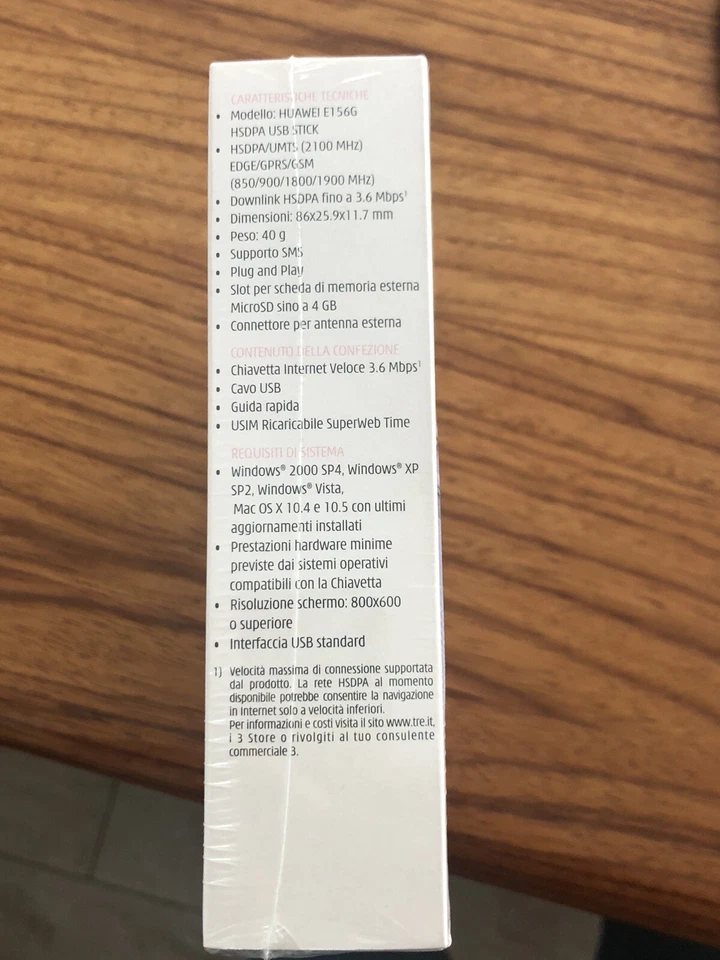 CARATTERISTICHE TECNICHE
• Modello: HUAWEI E156G
HSDPA USB STICK
• HSDPA/UMTS (2100 MHz)
EDGE/GPRS/GSM
(850/900/1800/1900 MHz)
• Downlink HSDPA fino a 3.6 Mbps¹
• Dimensioni: 86x25.9x11.7 mm
• Peso: 40 g
• Supporto SMS
• Plug and Play
• Slot per scheda di memoria esterna
MicroSD sino a 4 GB
• Connettore per antenna esterna
CONTENUTO DELLA CONFEZIONE
• Chiavetta Internet Veloce 3.6 Mbps¹
• Cavo USB
• Guida rapida
• USIM Ricaricabile SuperWeb Time
REQUISITI DI SISTEMA
• Windows® 2000 SP4, Windows® XP
SP2, Windows® Vista,
Mac OS X 10.4 e 10.5 con ultimi
aggiornamenti installati
• Prestazioni hardware minime
previste dai sistemi operativi
compatibili con la Chiavetta
• Risoluzione schermo: 800x600
o superiore
• Interfaccia USB standard
1) Velocità massima di connessione supportata
dal prodotto. La rete HSDPA al momento
disponibile potrebbe consentire la navigazione
in Internet solo a velocità inferiori.
Per informazioni e costi visita il sito www.tre.it,
i 3 Store o rivolgiti al tuo consulente
commerciale 3.